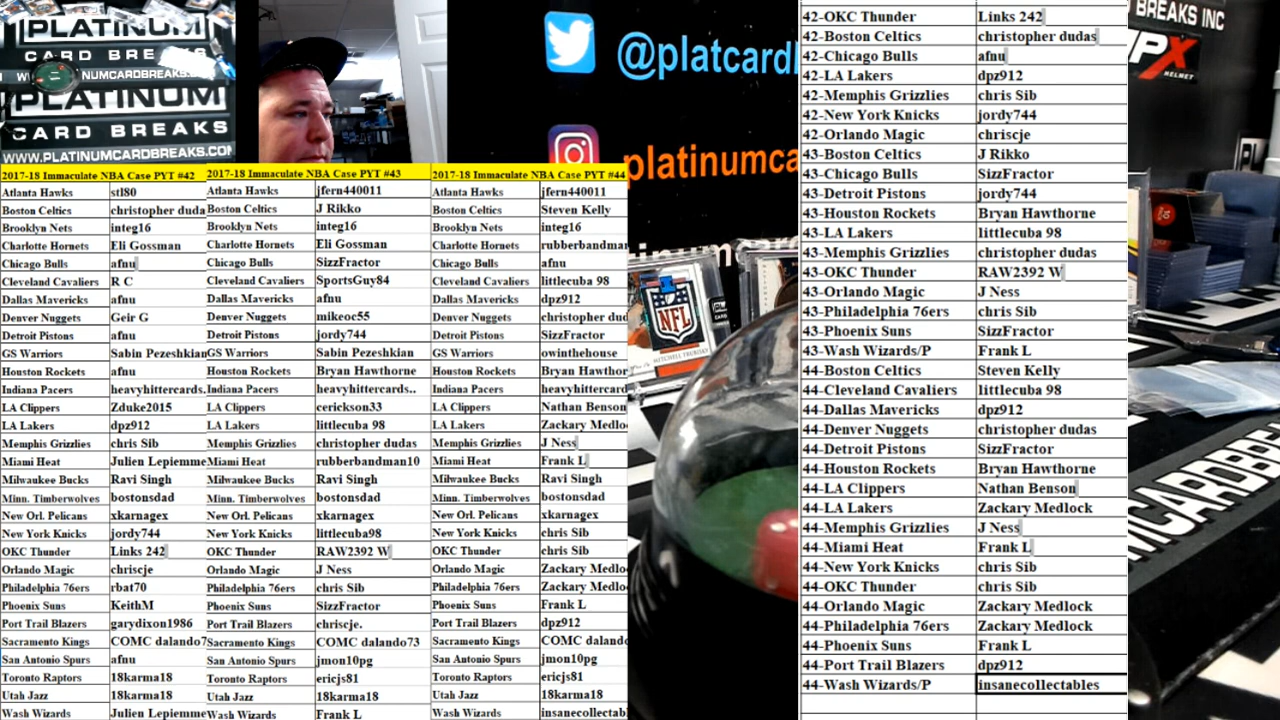 PLATINUM
CARD BREAKS
NUMCARDBREAKS.
PLATINUM
CARD BREAKS
WWW.PLATINUMCARDBREAKS.COM
@platcardl
platinumca
BREAKS INC
PX
HELMET
NFL
MITCHELL TRUBISKY
2017-18 Immaculate NBA Case PYT #42
Atlanta Hawks stl80
Boston Celtics christopher duda
Brooklyn Nets integ16
Charlotte Hornets Eli Gossman
Chicago Bulls afnu
Cleveland Cavaliers R C
Dallas Mavericks afnu
Denver Nuggets Geir G
Detroit Pistons afnu
GS Warriors Sabin Pezeshkian
Houston Rockets afnu
Indiana Pacers heavyhittercards.
LA Clippers Zduke2015
LA Lakers dpz912
Memphis Grizzlies chris Sib
Miami Heat Julien Lepiemme
Milwaukee Bucks Ravi Singh
Minn. Timberwolves bostonsdad
New Orl. Pelicans xkarnagex
New York Knicks jordy744
OKC Thunder Links 242
Orlando Magic chriscje
Philadelphia 76ers rbat70
Phoenix Suns KeithM
Port Trail Blazers garydixon1986
Sacramento Kings COMC dalando7
San Antonio Spurs afnu
Toronto Raptors 18karma18
Utah Jazz 18karma18
Wash Wizards Julien Lepiemme
2017-18 Immaculate NBA Case PYT #43
Atlanta Hawks jfern440011
Boston Celtics J Rikko
Brooklyn Nets integ16
Charlotte Hornets Eli Gossman
Chicago Bulls SizzFractor
Cleveland Cavaliers SportsGuy84
Dallas Mavericks afnu
Denver Nuggets mikeoc55
Detroit Pistons jordy744
GS Warriors Sabin Pezeshkian
Houston Rockets Bryan Hawthorne
Indiana Pacers heavyhittercards..
LA Clippers cerickson33
LA Lakers littlecuba 98
Memphis Grizzlies christopher dudas
Miami Heat rubberbandman10
Milwaukee Bucks Ravi Singh
Minn. Timberwolves bostonsdad
New Orl. Pelicans xkarnagex
New York Knicks littlecuba98
OKC Thunder RAW2392 W
Orlando Magic J Ness
Philadelphia 76ers chris Sib
Phoenix Suns SizzFractor
Port Trail Blazers chriscje.
Sacramento Kings COMC dalando73
San Antonio Spurs jmon10pg
Toronto Raptors ericjs81
Utah Jazz 18karma18
Wash Wizards Frank L
2017-18 Immaculate NBA Case PYT #44
Atlanta Hawks jfern440011
Boston Celtics Steven Kelly
Brooklyn Nets integ16
Charlotte Hornets rubberbandmar
Chicago Bulls afnu
Cleveland Cavaliers littlecuba 98
Dallas Mavericks dpz912
Denver Nuggets christopher dud
Detroit Pistons SizzFractor
GS Warriors owinthehouse
Houston Rockets Bryan Hawthor
Indiana Pacers heavyhittercard
LA Clippers Nathan Benson
LA Lakers Zackary Medlo
Memphis Grizzlies J Ness
Miami Heat Frank L
Milwaukee Bucks Ravi Singh
Minn. Timberwolves bostonsdad
New Orl. Pelicans xkarnagex
New York Knicks chris Sib
OKC Thunder chris Sib
Orlando Magic Zackary Medlo
Philadelphia 76ers Zackary Medlo
Phoenix Suns Frank L
Port Trail Blazers dpz912
Sacramento Kings COMC daland
San Antonio Spurs jmon10pg
Toronto Raptors ericjs81
Utah Jazz 18karma18
Wash Wizards insanecollectab
42-OKC Thunder Links 242
42-Boston Celtics christopher dudas
42-Chicago Bulls afnu
42-LA Lakers dpz912
42-Memphis Grizzlies chris Sib
42-New York Knicks jordy744
42-Orlando Magic chriscje
43-Boston Celtics J Rikko
43-Chicago Bulls SizzFractor
43-Detroit Pistons jordy744
43-Houston Rockets Bryan Hawthorne
43-LA Lakers littlecuba 98
43-Memphis Grizzlies christopher dudas
43-OKC Thunder RAW2392 W
43-Orlando Magic J Ness
43-Philadelphia 76ers chris Sib
43-Phoenix Suns SizzFractor
43-Wash Wizards/P Frank L
44-Boston Celtics Steven Kelly
44-Cleveland Cavaliers littlecuba 98
44-Dallas Mavericks dpz912
44-Denver Nuggets christopher dudas
44-Detroit Pistons SizzFractor
44-Houston Rockets Bryan Hawthorne
44-LA Clippers Nathan Benson
44-LA Lakers Zackary Medlock
44-Memphis Grizzlies J Ness
44-Miami Heat Frank L
44-New York Knicks chris Sib
44-OKC Thunder chris Sib
44-Orlando Magic Zackary Medlock
44-Philadelphia 76ers Zackary Medlock
44-Phoenix Suns Frank L
44-Port Trail Blazers dpz912
44-Wash Wizards/P insanecollectables
MCARDBREA